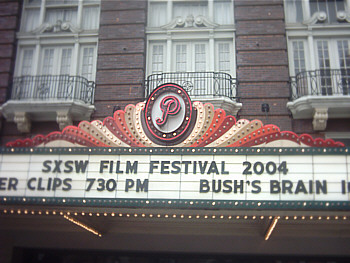 P
SXSW FILM FESTIVAL 2004
ER CLIPS 730 PM BUSH'S BRAIN